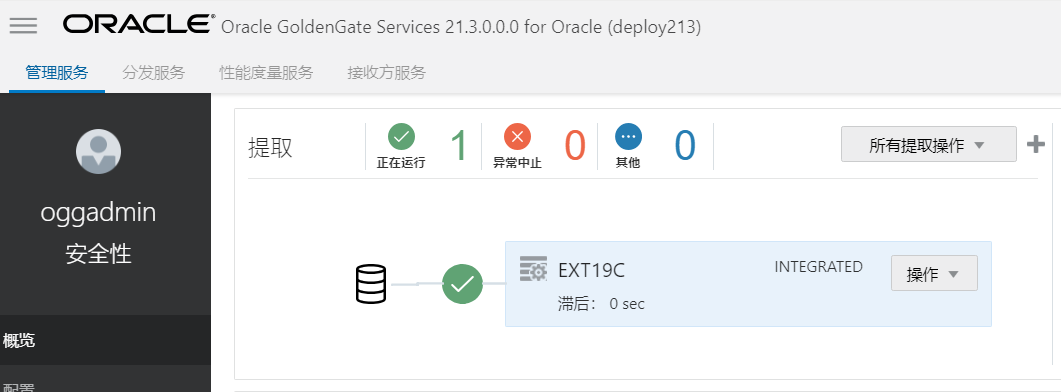 ORACLE® Oracle GoldenGate Services 21.3.0.0.0 for Oracle (deploy213)
管理服务 分发服务 性能度量服务 接收方服务
oggadmin
安全性
概览
配置
提取
正在运行 1
异常中止 0
其他 0
所有提取操作
EXT19C INTEGRATED 操作
滞后： 0 sec